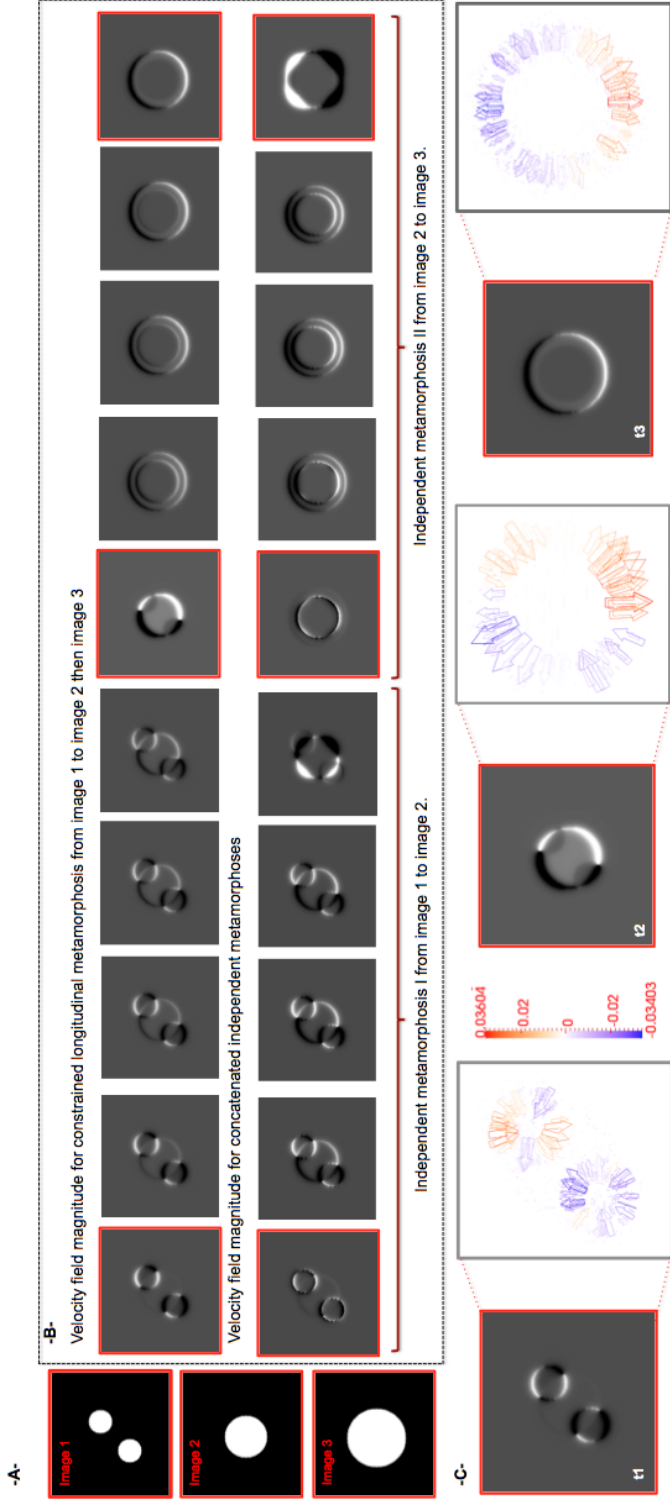 -A-
Image 1
Image 2
Image 3
-B-
Velocity field magnitude for constrained longitudinal metamorphosis from image 1 to image 2 then image 3
Velocity field magnitude for concatenated independent metamorphoses
Independent metamorphosis I from image 1 to image 2.
Independent metamorphosis II from image 2 to image 3.
-C-
t1
0.03604
0.02
0
-0.02
-0.03403
t2
t3